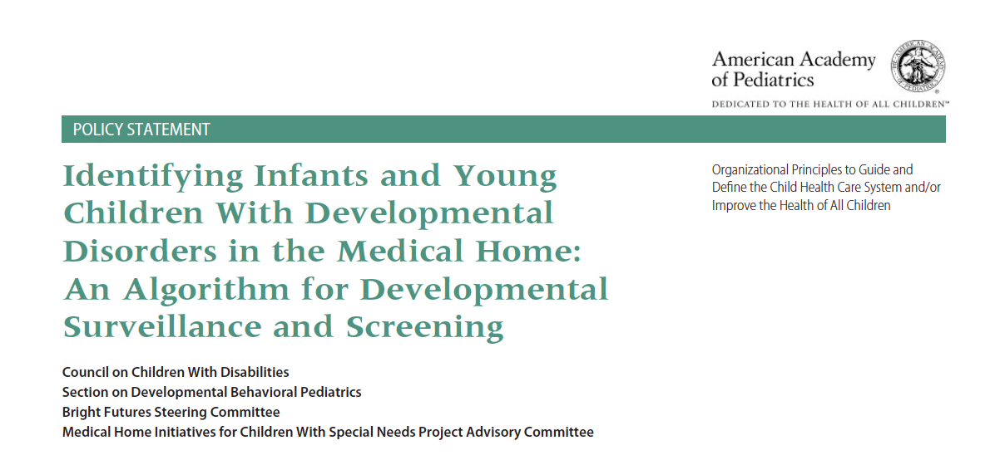 American Academy
of Pediatrics
DEDICATED TO THE HEALTH OF ALL CHILDREN™
POLICY STATEMENT
Identifying Infants and Young
Children With Developmental
Disorders in the Medical Home:
An Algorithm for Developmental
Surveillance and Screening
Organizational Principles to Guide and
Define the Child Health Care System and/or
Improve the Health of All Children
Council on Children With Disabilities
Section on Developmental Behavioral Pediatrics
Bright Futures Steering Committee
Medical Home Initiatives for Children With Special Needs Project Advisory Committee